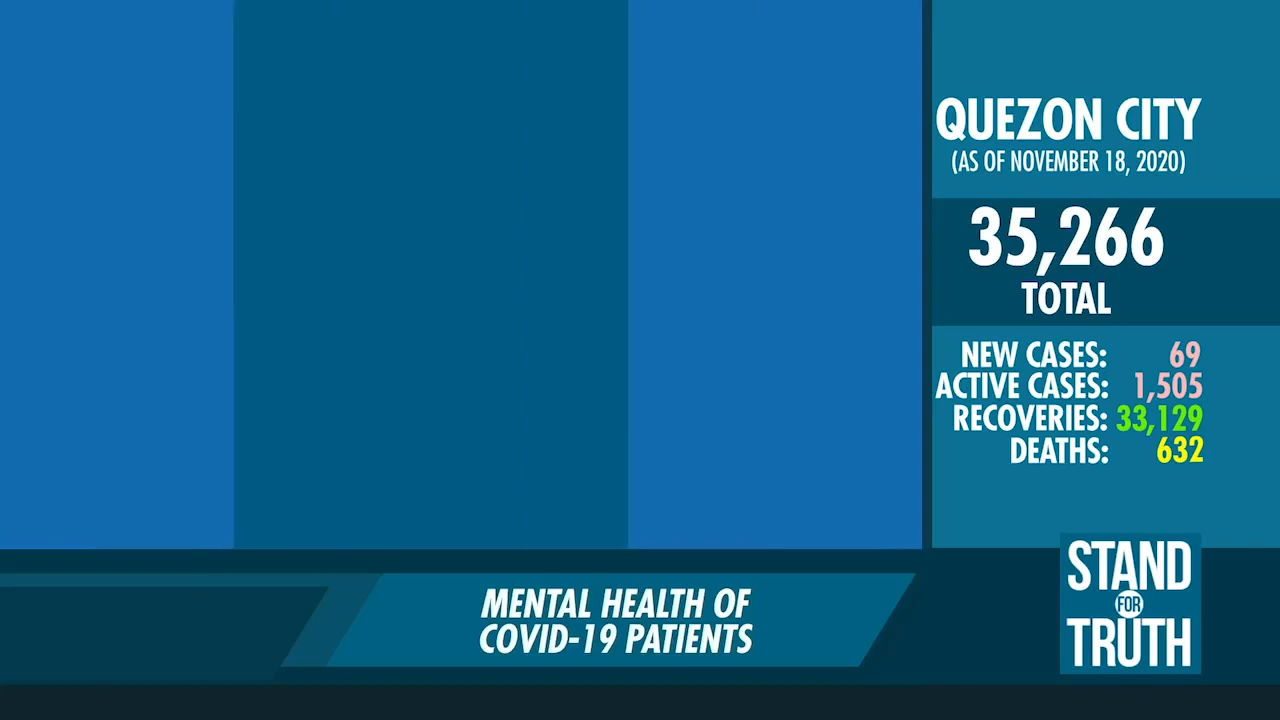 QUEZON CITY
(AS OF NOVEMBER 18, 2020)
35,266
TOTAL
NEW CASES: 69
ACTIVE CASES: 1,505
RECOVERIES: 33,129
DEATHS: 632
MENTAL HEALTH OF
COVID-19 PATIENTS
STAND
FOR
TRUTH